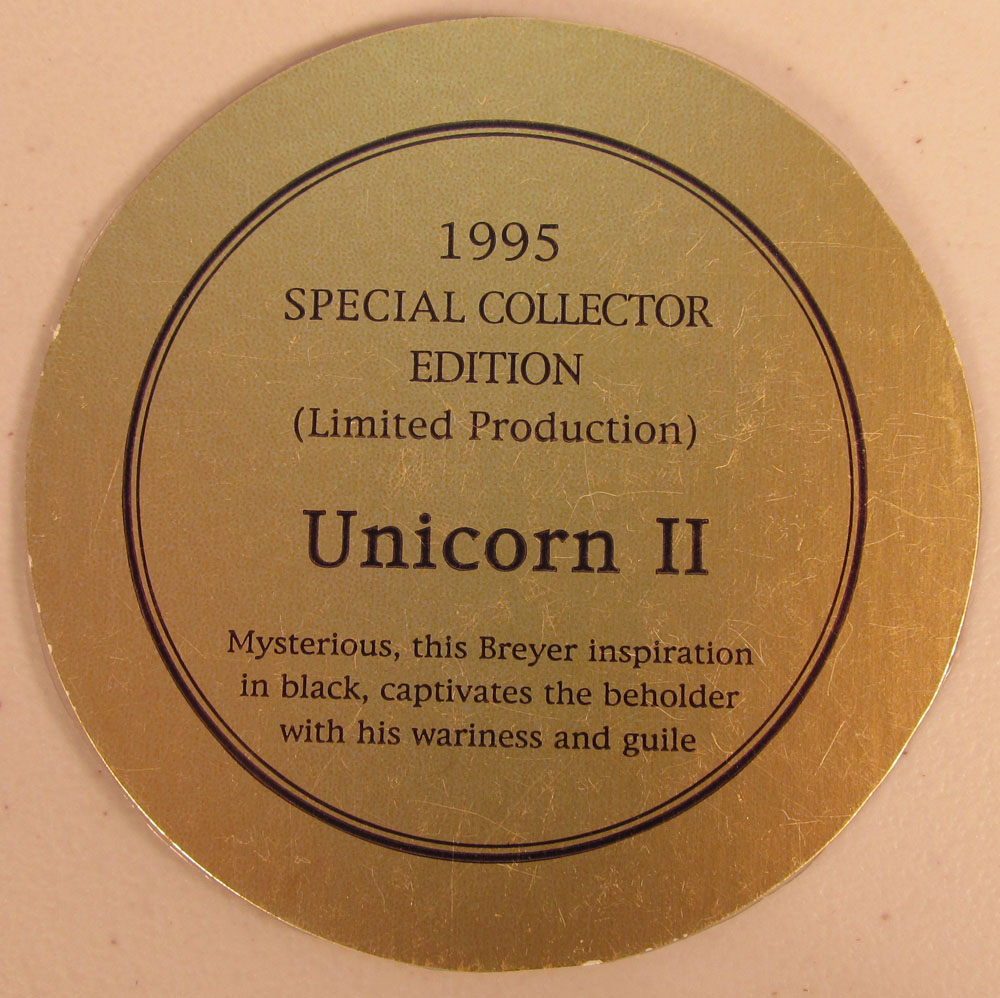 1995
SPECIAL COLLECTOR
EDITION
(Limited Production)
Unicorn II
Mysterious, this Breyer inspiration
in black, captivates the beholder
with his wariness and guile